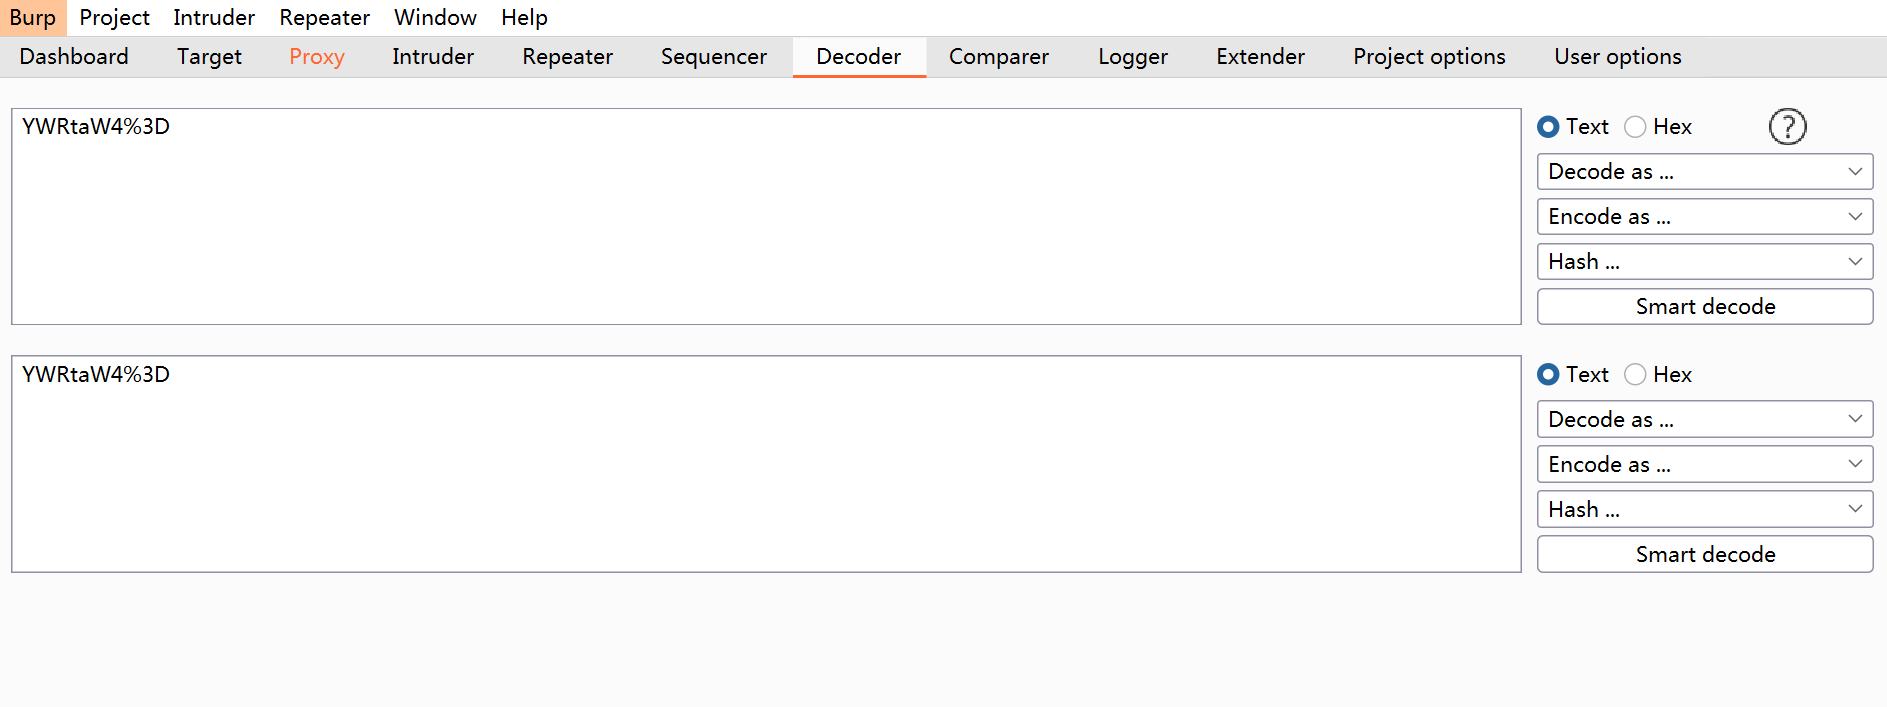 Burp Project Intruder Repeater Window Help
Dashboard Target Proxy Intruder Repeater Sequencer Decoder Comparer Logger Extender Project options User options
YWRtaW4%3D
Text Hex ?
Decode as ...
Encode as ...
Hash ...
Smart decode
YWRtaW4%3D
Text Hex
Decode as ...
Encode as ...
Hash ...
Smart decode